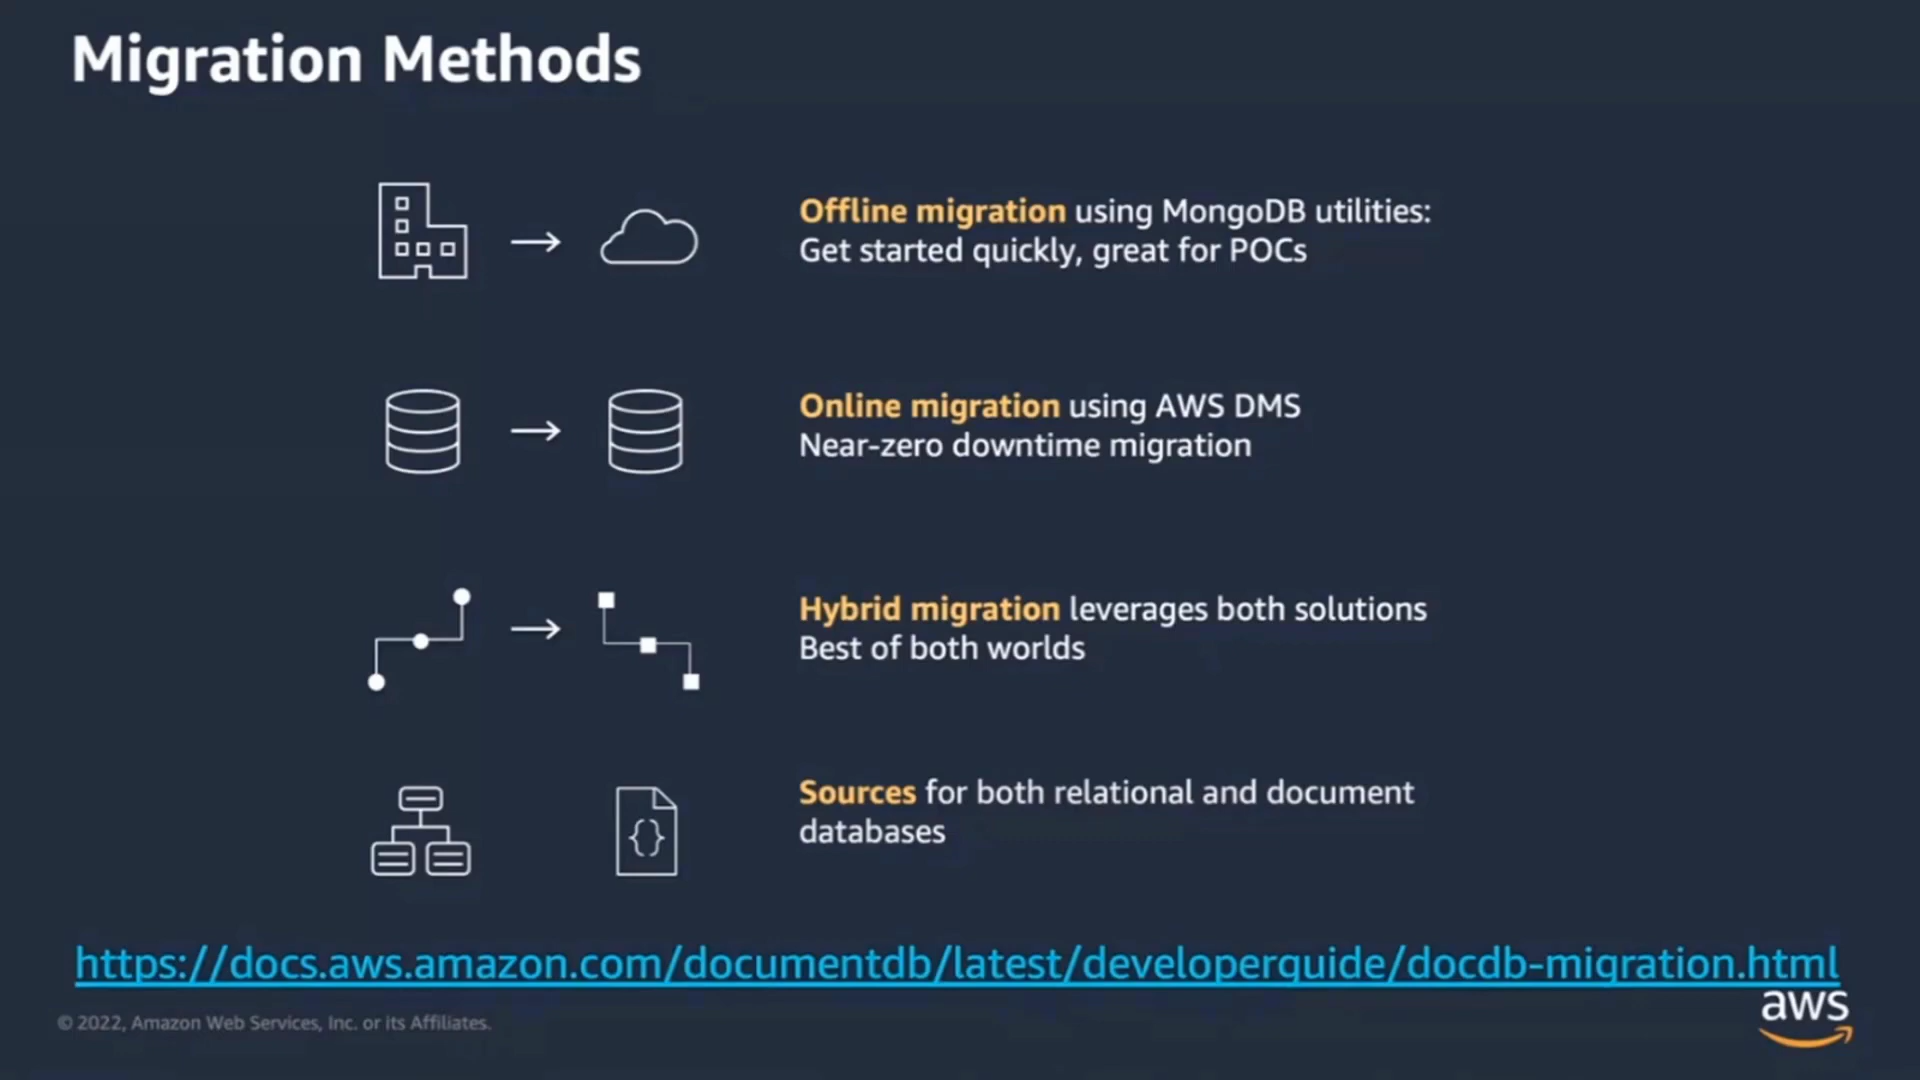 Migration Methods
Offline migration using MongoDB utilities:
Get started quickly, great for POCs
Online migration using AWS DMS
Near-zero downtime migration
Hybrid migration leverages both solutions
Best of both worlds
{}
Sources for both relational and document
databases
https://docs.aws.amazon.com/documentdb/latest/developerguide/docdb-migration.html
© 2022, Amazon Web Services, Inc. or its Affiliates.
aws